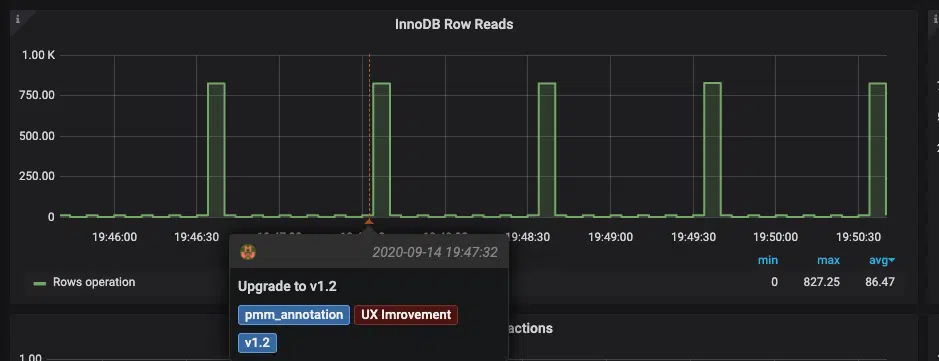 InnoDB Row Reads
1.00 K
750.00
500.00
250.00
0
19:46:00 19:46:30 19:48:30 19:49:00 19:49:30 19:50:00 19:50:30
2020-09-14 19:47:32
min max avg
Rows operation 0 827.25 86.47
Upgrade to v1.2
pmm_annotation UX Imrovement
v1.2
actions
1.00